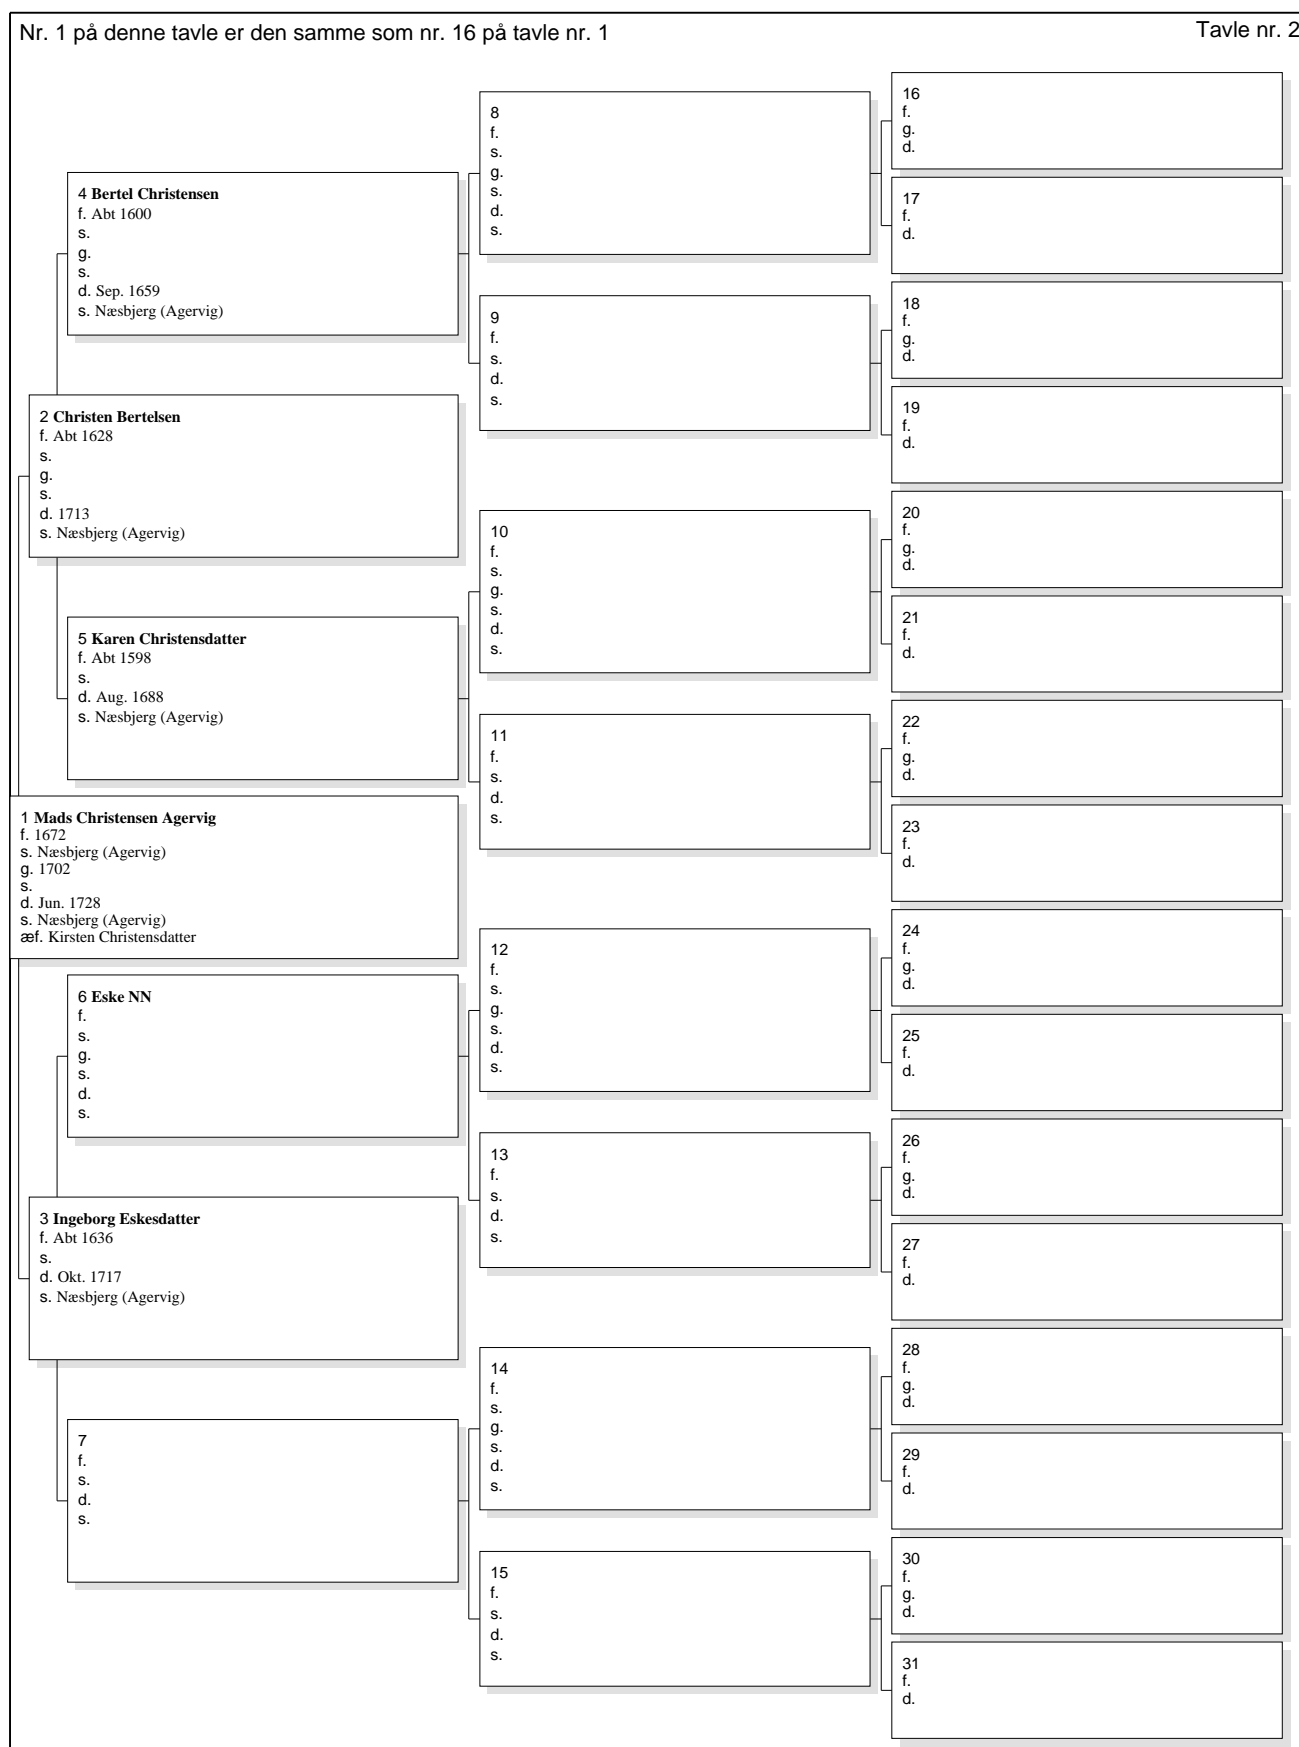 Nr. 1 på denne tavle er den samme som nr. 16 på tavle nr. 1
Tavle nr. 2
4 Bertel Christensen
f. Abt 1600
s.
g.
s.
d. Sep. 1659
s. Næsbjerg (Agervig)
2 Christen Bertelsen
f. Abt 1628
s.
g.
s.
d. 1713
s. Næsbjerg (Agervig)
5 Karen Christensdatter
f. Abt 1598
s.
d. Aug. 1688
s. Næsbjerg (Agervig)
1 Mads Christensen Agervig
f. 1672
s. Næsbjerg (Agervig)
g. 1702
s.
d. Jun. 1728
s. Næsbjerg (Agervig)
æf. Kirsten Christensdatter
6 Eske NN
f.
s.
g.
s.
d.
s.
3 Ingeborg Eskesdatter
f. Abt 1636
s.
d. Okt. 1717
s. Næsbjerg (Agervig)
7
f.
s.
d.
s.
8
f.
s.
g.
s.
d.
s.
9
f.
s.
d.
s.
10
f.
s.
g.
s.
d.
s.
11
f.
s.
d.
s.
12
f.
s.
g.
s.
d.
s.
13
f.
s.
d.
s.
14
f.
s.
g.
s.
d.
s.
15
f.
s.
d.
s.
16
f.
g.
d.
17
f.
d.
18
f.
g.
d.
19
f.
d.
20
f.
g.
d.
21
f.
d.
22
f.
g.
d.
23
f.
d.
24
f.
g.
d.
25
f.
d.
26
f.
g.
d.
27
f.
d.
28
f.
g.
d.
29
f.
d.
30
f.
g.
d.
31
f.
d.